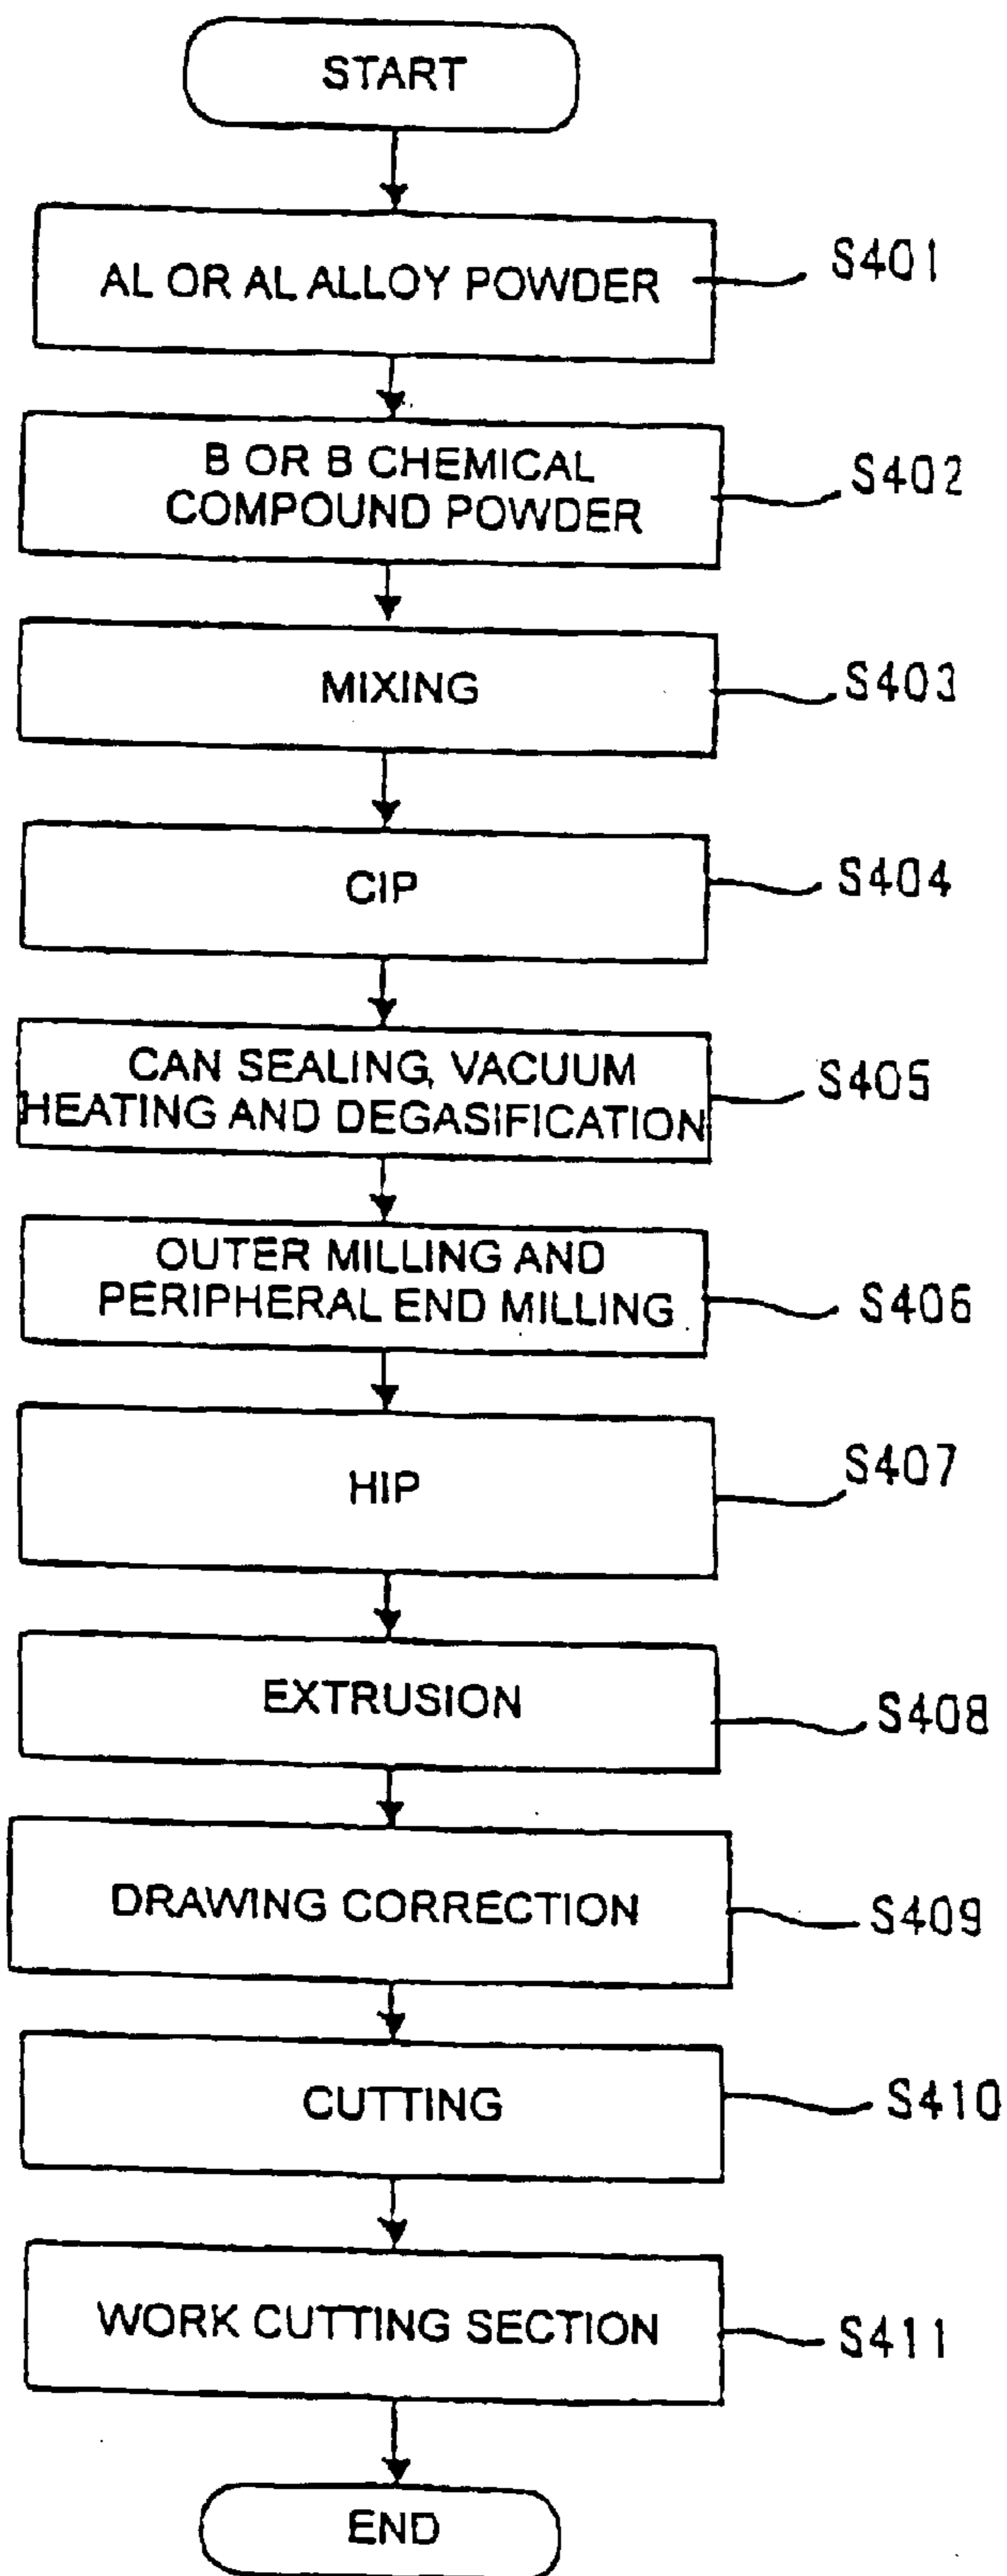 START
AL OR AL ALLOY POWDER
S401
B OR B CHEMICAL
COMPOUND POWDER
S402
MIXING
S403
CIP
S404
CAN SEALING, VACUUM
HEATING AND DEGASIFICATION
S405
OUTER MILLING AND
PERIPHERAL END MILLING
S406
HIP
S407
EXTRUSION
S408
DRAWING CORRECTION
S409
CUTTING
S410
WORK CUTTING SECTION
S411
END